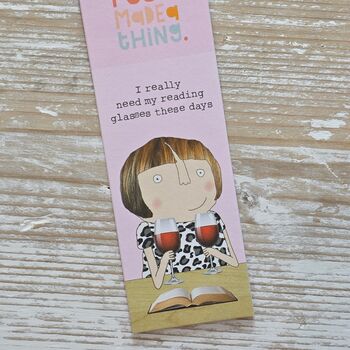 MADE A
THING.
I really
need my reading
glasses these days